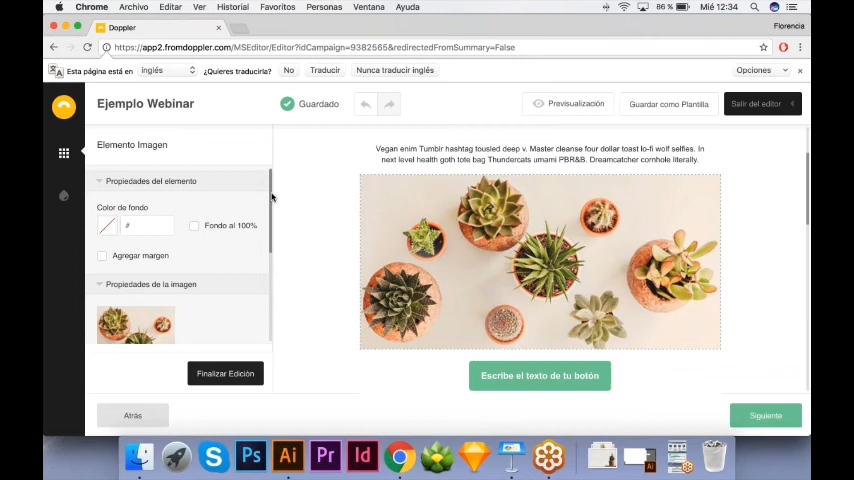 Chrome Archivo Editar Ver Historial Favoritos Personas Ventana Ayuda 86 % Mié 12:34
Doppler
Florencia
https://app2.fromdoppler.com/MSEditor/Editor?idCampaign=9382565&redirectedFromSummary=False
Esta página está en inglés ¿Quieres traducirla? No Traducir Nunca traducir inglés Opciones
Ejemplo Webinar Guardado Previsualización Guardar como Plantilla Salir del editor
Elemento Imagen
Vegan enim Tumblr hashtag tousled deep v. Master cleanse four dollar toast lo-fi wolf selfies. In
next level health goth tote bag Thundercats umami PBR&B. Dreamcatcher cornhole literally.
Propiedades del elemento
Color de fondo
# Fondo al 100%
Agregar margen
Propiedades de la imagen
Finalizar Edición
Escribe el texto de tu botón
Atrás Siguiente
S Ps Ai Pr Id Ai